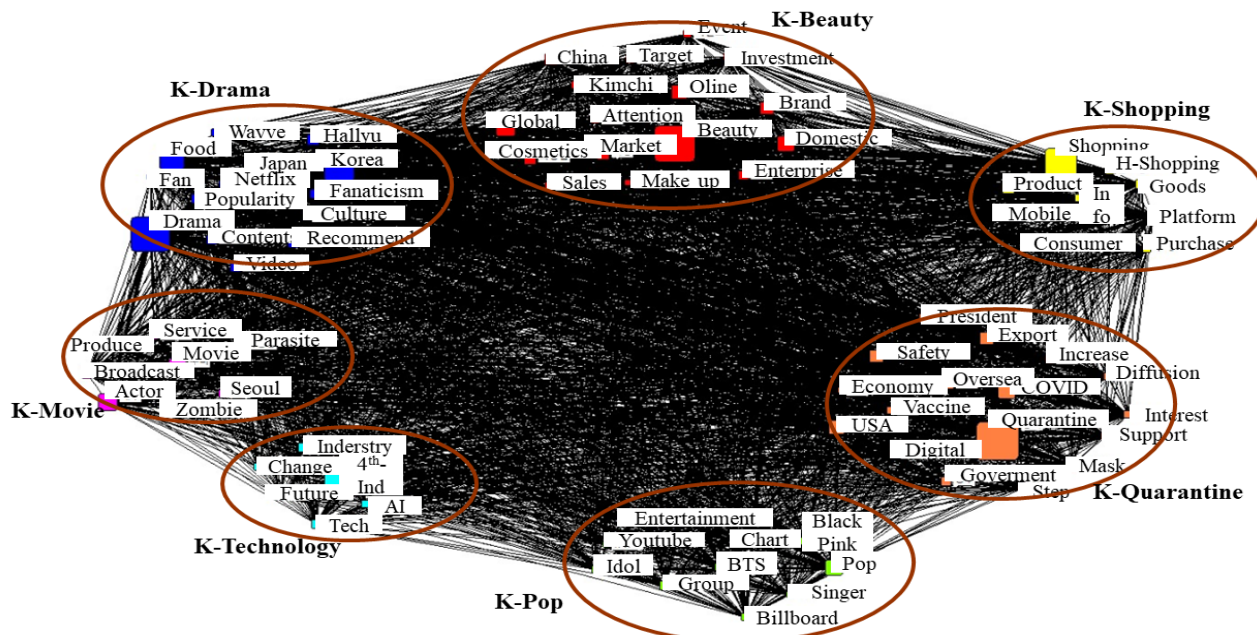 K-Beauty
Event
China
Target
Investment
Kimchi
Oline
Brand
Global
Attention
Beauty
Domestic
Cosmetics
Market
Sales
Make up
Enterprise
K-Drama
Wavve
Hallyu
Food
Japan
Korea
Fan
Netflix
Fanaticism
Popularity
Culture
Drama
Content
Recommend
Video
K-Shopping
Shopping
H-Shopping
Product
Goods
In
fo
Mobile
Platform
Consumer
Purchase
Service
Produce
Parasite
Movie
Broadcast
Actor
Seoul
Zombie
K-Movie
President
Export
Safety
Increase
Diffusion
Economy
Oversea
COVID
Vaccine
Interest
USA
Quarantine
Support
Digital
Mask
Goverment
Step
K-Quarantine
Inderstry
Change
4th-
Ind
Future
AI
Tech
K-Technology
Entertainment
Black
Pink
Youtube
Chart
Idol
BTS
Pop
Group
Singer
Billboard
K-Pop